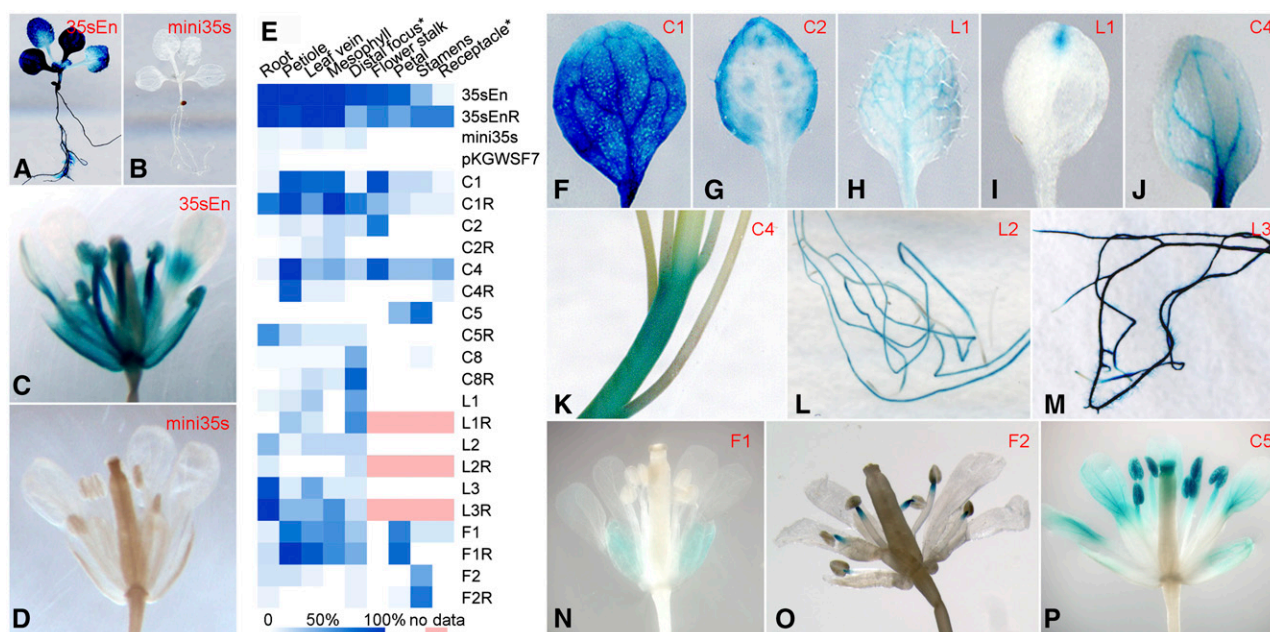 35sEn
A
mini35s
B
35sEn
C
mini35s
D
E
Root
Petiole
Leaf vein
Mesophyll
Distal focus*
Flower stalk
Petal
Stamens
Receptacle*
35sEn
35sEnR
mini35s
pKGWSF7
C1
C1R
C2
C2R
C4
C4R
C5
C5R
C8
C8R
L1
L1R
L2
L2R
L3
L3R
F1
F1R
F2
F2R
0 50% 100% no data
C1
F
C2
G
L1
H
L1
I
C4
J
C4
K
L2
L
L3
M
F1
N
F2
O
C5
P